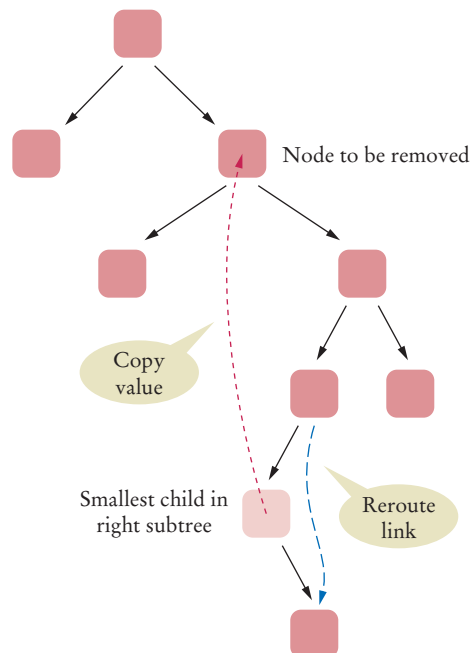 Node to be removed
Copy
value
Smallest child in
right subtree
Reroute
link